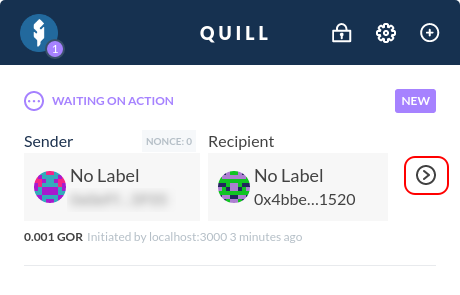 QUILL
1
WAITING ON ACTION
NEW
Sender
NONCE: 0
Recipient
No Label
No Label
0x4bbe...1520
0.001 GOR Initiated by localhost:3000 3 minutes ago